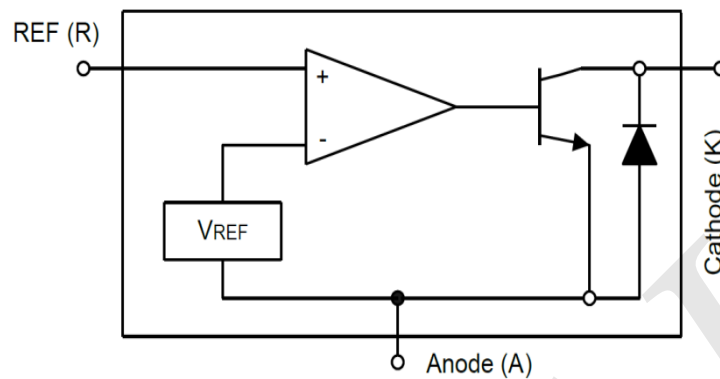 REF (R)
+
-
VREF
Cathode (K)
Anode (A)